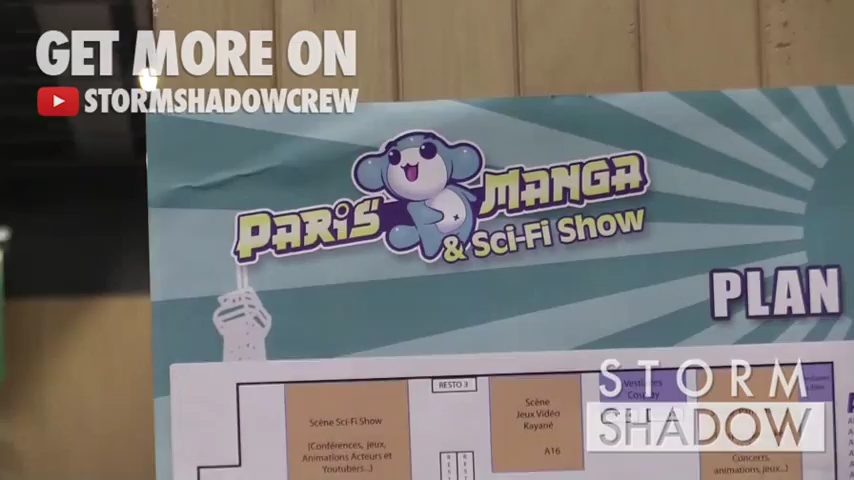 GET MORE ON
STORMSHADOWCREW
PARiS MANGA
& Sci-Fi Show
PLAN
RESTO 3
Scène Sci-Fi Show
(Conférences, jeux,
Animations Acteurs et
Youtubers...)
Scène
Jeux Vidéo
Kayané
A16
Vestiaires
Concerts,
animations, jeux...)
STORM
SHADOW